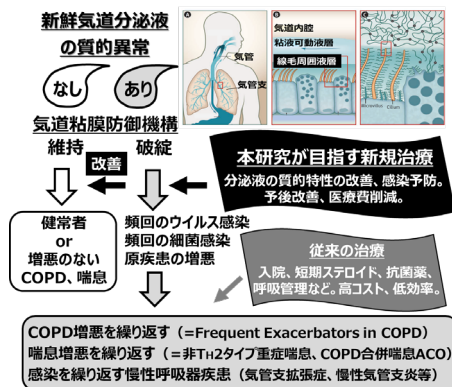 新鮮気道分泌液
の質的異常
なし
あり
気道粘膜防御機構
維持
破綻
改善
A
気管
気管支
B
気道内腔
粘液可動液層
線毛周囲液層
C
Microvillus
Cilium
本研究が目指す新規治療
分泌液の質的特性の改善、感染予防。
予後改善、医療費削減。
健常者
or
増悪のない
COPD、喘息
頻回のウイルス感染
頻回の細菌感染
原疾患の増悪
従来の治療
入院、短期ステロイド、抗菌薬、
呼吸管理など。高コスト、低効率。
COPD増悪を繰り返す（=Frequent Exacerbators in COPD）
喘息増悪を繰り返す（=非TH2タイプ重症喘息、COPD合併喘息ACO）
感染を繰り返す慢性呼吸器疾患（気管支拡張症、慢性気管支炎等）